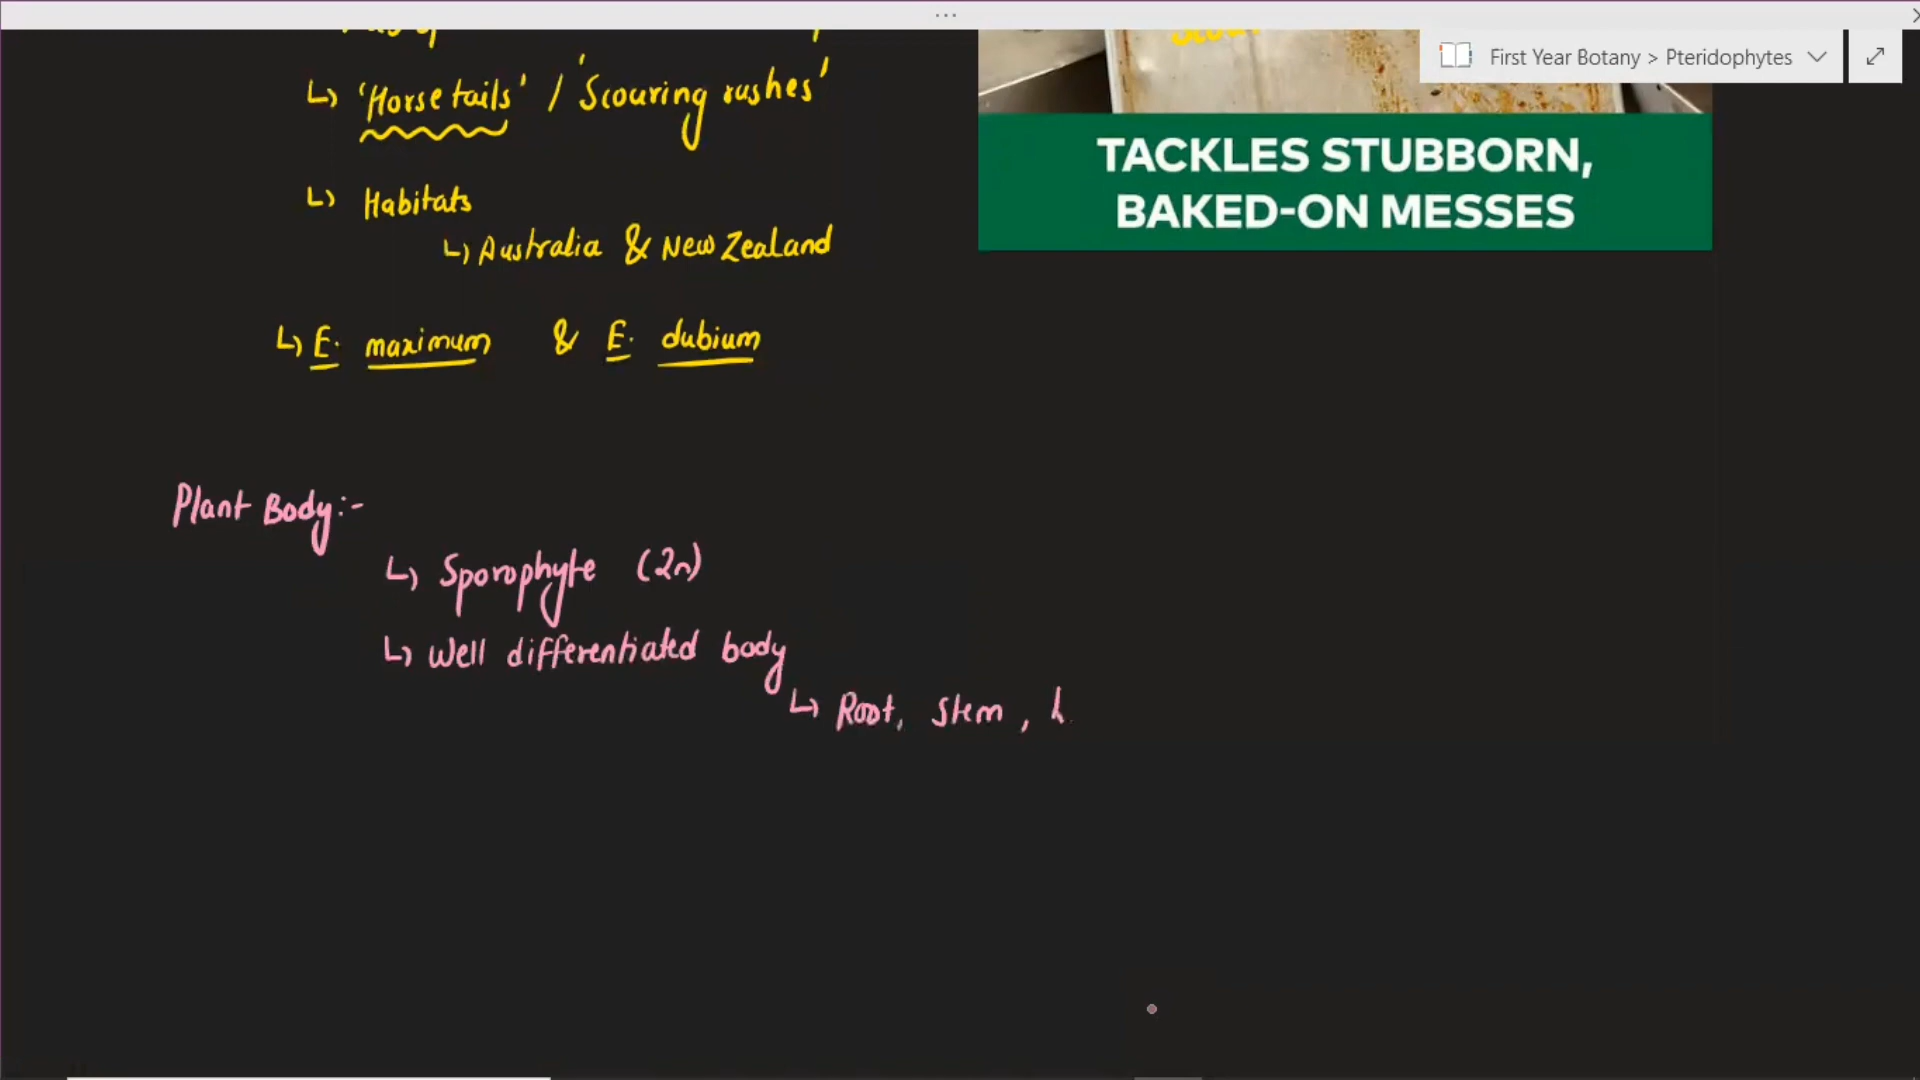 First Year Botany > Pteridophytes
↳ 'Horse tails' / 'Scouring rushes'
↳ Habitats
↳ Australia & New Zealand
↳ E. maximum & E. dubium
TACKLES STUBBORN,
BAKED-ON MESSES
Plant Body:-
↳ Sporophyte (2n)
↳ Well differentiated body
↳ Root, Stem,